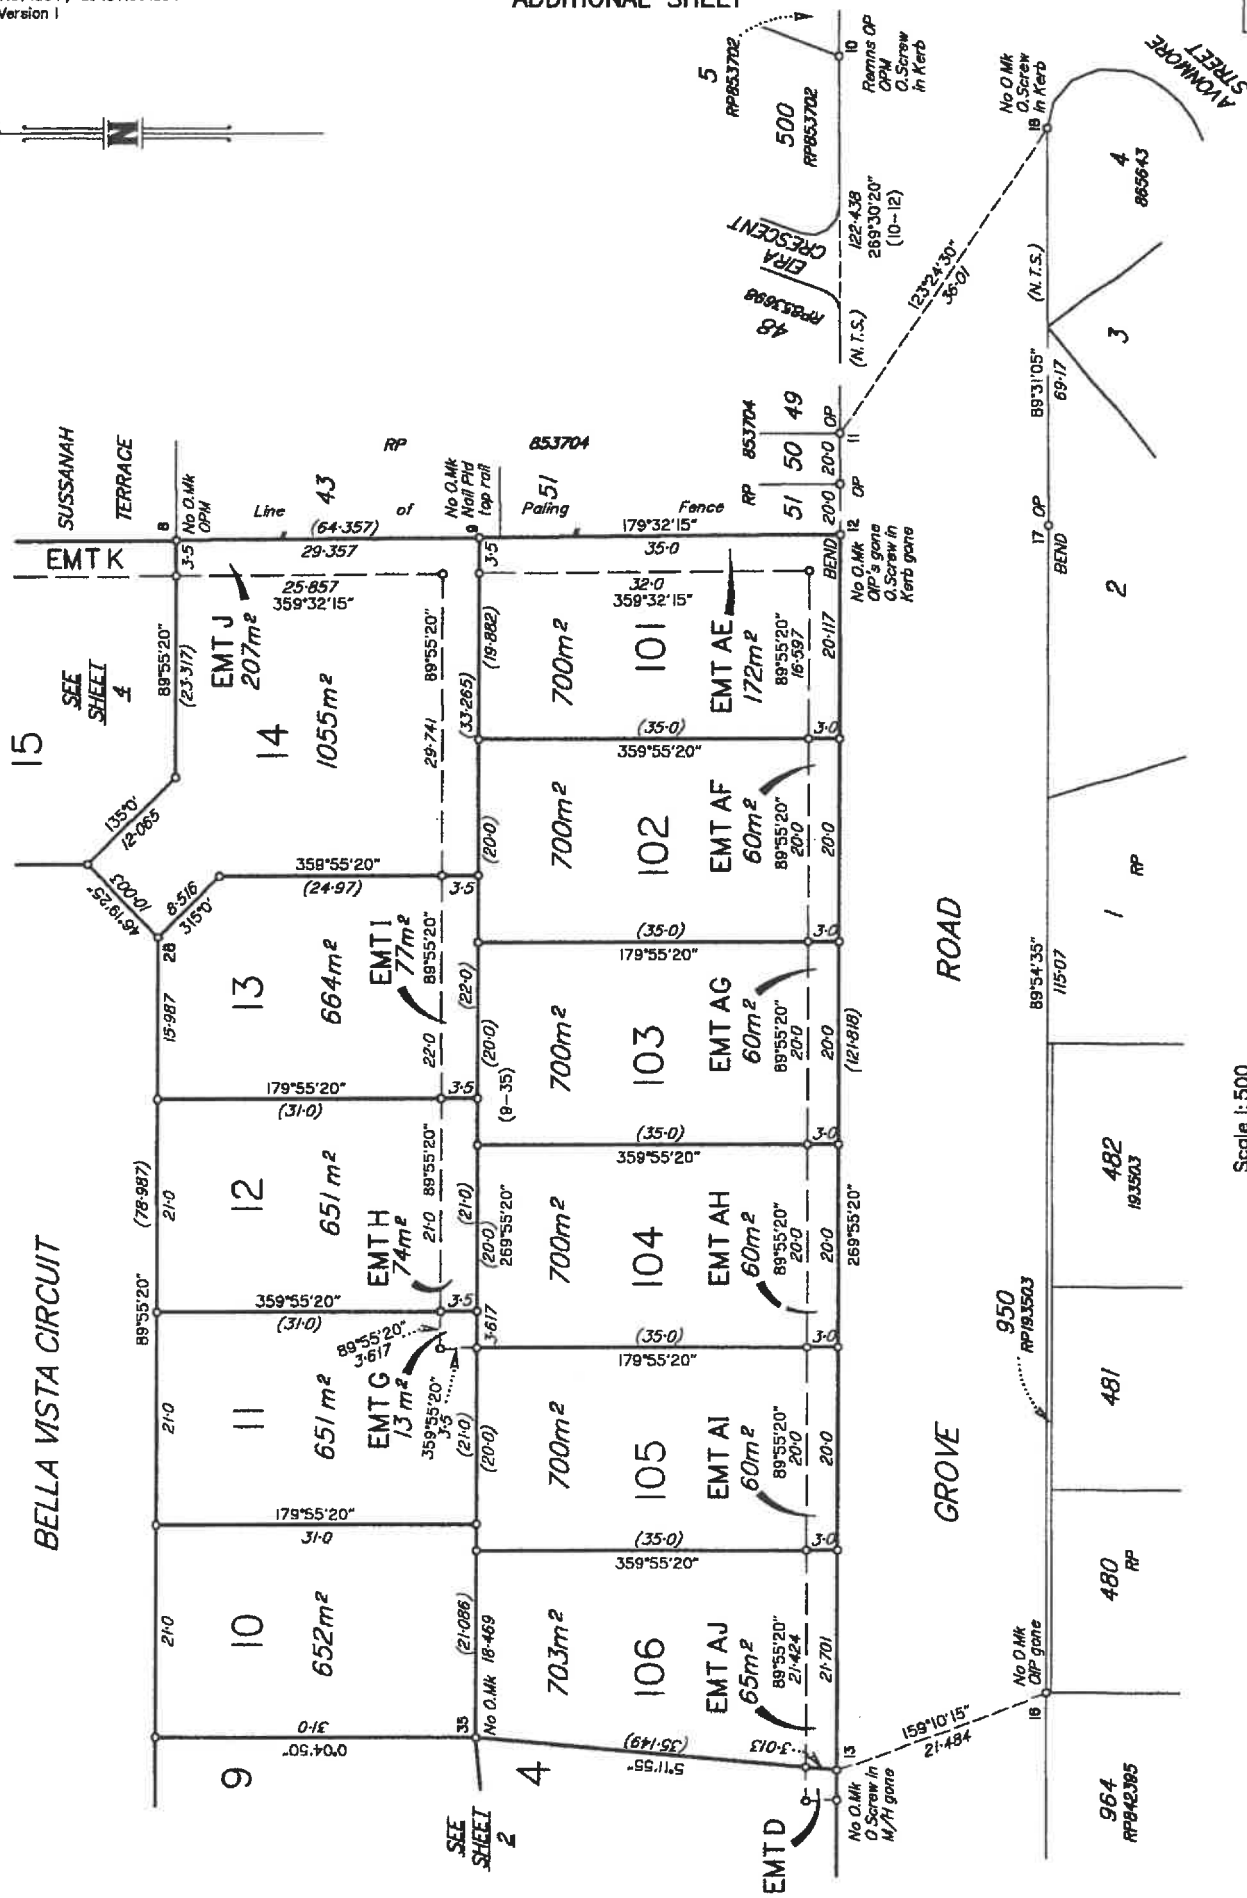 Version 1
ADDITIONAL SHEET
N
BELLA VISTA CIRCUIT
SUSSANAH
TERRACE
15
SEE
SHEET
4
EMT K
3·5
8
No O.Mk
OPM
89°55'20"
(23·317)
135°0'
12·065
46°19'25"
10·003
8·516
315°0'
28
15·987
(78·987)
21·0
89°55'20"
21·0
21·0
9
0°04'50"
31·0
10
652m²
179°55'20"
31·0
11
651m²
359°55'20"
(31·0)
12
651m²
179°55'20"
(31·0)
13
664m²
359°55'20"
(24·97)
14
1055m²
EMT J
207m²
25·857
359°32'15"
29·357
(64·357)
Line of Paling Fence
43
RP 853704
51
No O.Mk
Nail Pld
top rail
9
3·5
EMT G
13m²
89°55'20"
3·617
359°55'20"
3·5
EMT H
74m²
21·0
89°55'20"
3·5
EMT I
77m²
22·0
89°55'20"
3·5
29·741
89°55'20"
3·5
35
No O.Mk
18·469
(21·086)
(21·0)
(20·0)
3·617
(21·0)
(20·0)
269°55'20"
(9-35)
(20·0)
(22·0)
(20·0)
(33·265)
(19·882)
SEE
SHEET
2
4
5°11'55"
(35·149)
3·013
703m²
106
EMT AJ
65m²
89°55'20"
21·424
21·701
359°55'20"
(35·0)
3·0
700m²
105
EMT AI
60m²
89°55'20"
20·0
20·0
179°55'20"
(35·0)
3·0
700m²
104
EMT AH
60m²
89°55'20"
20·0
20·0
269°55'20"
359°55'20"
(35·0)
3·0
700m²
103
EMT AG
60m²
89°55'20"
20·0
20·0
(121·818)
179°55'20"
(35·0)
3·0
700m²
102
EMT AF
60m²
89°55'20"
20·0
20·0
359°55'20"
(35·0)
3·0
700m²
101
EMT AE
172m²
89°55'20"
16·597
20·117
32·0
359°32'15"
179°32'15"
35·0
EMT D
13
No O.Mk
O Screw in
M/H gone
BEND
12
No O.Mk
OIP's gone
O.Screw in
Kerb gone
51
50
49
RP 853704
20·0
20·0
OP
OP
11
(N.T.S.)
48
RP853698
EIRA
CRESCENT
122·438
269°30'20"
(10-12)
500
RP853702
5
RP853702
10
Remns OP
OPM
O.Screw
in Kerb
123°24'30"
36·01
GROVE ROAD
159°10'15"
21·484
16
No O Mk
OIP gone
964
RP842395
480
RP
481
950
RP193503
482
193503
89°54'35"
115·07
1
RP
2
17
OP
BEND
89°31'05"
69·17
(N.T.S.)
3
4
865643
No O Mk
O.Screw
in Kerb
18
AVONMORE
STREET
Scale 1:500